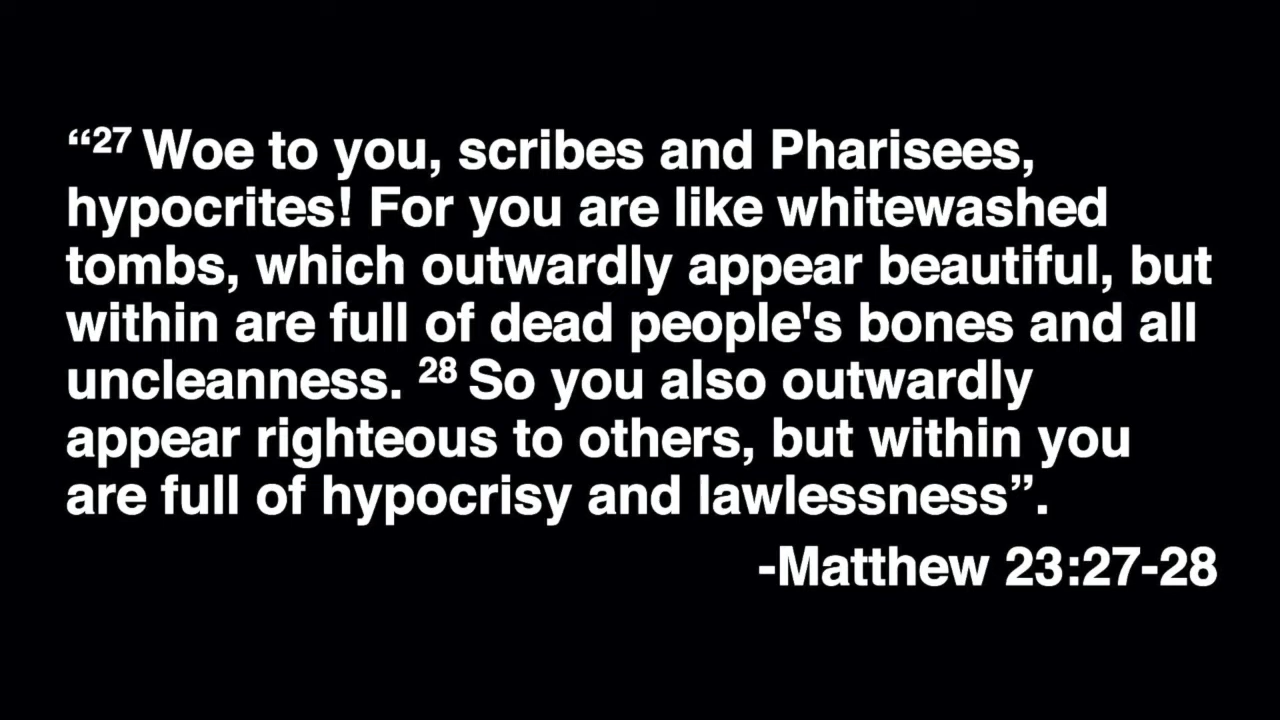 “27 Woe to you, scribes and Pharisees,
hypocrites! For you are like whitewashed
tombs, which outwardly appear beautiful, but
within are full of dead people's bones and all
uncleanness. 28 So you also outwardly
appear righteous to others, but within you
are full of hypocrisy and lawlessness”.
-Matthew 23:27-28